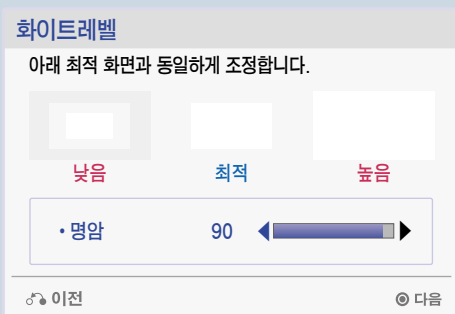 화이트레벨
아래 최적 화면과 동일하게 조정합니다.
낮음 최적 높음
• 명암 90
이전 다음